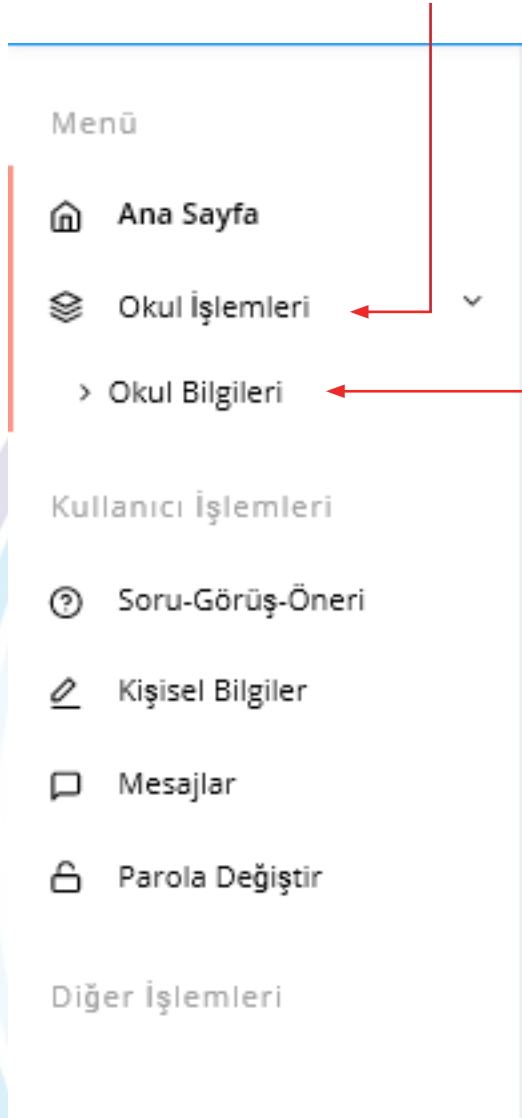 Menü
Ana Sayfa
Okul İşlemleri
Okul Bilgileri
Kullanıcı İşlemleri
Soru-Görüş-Öneri
Kişisel Bilgiler
Mesajlar
Parola Değiştir
Diğer İşlemleri